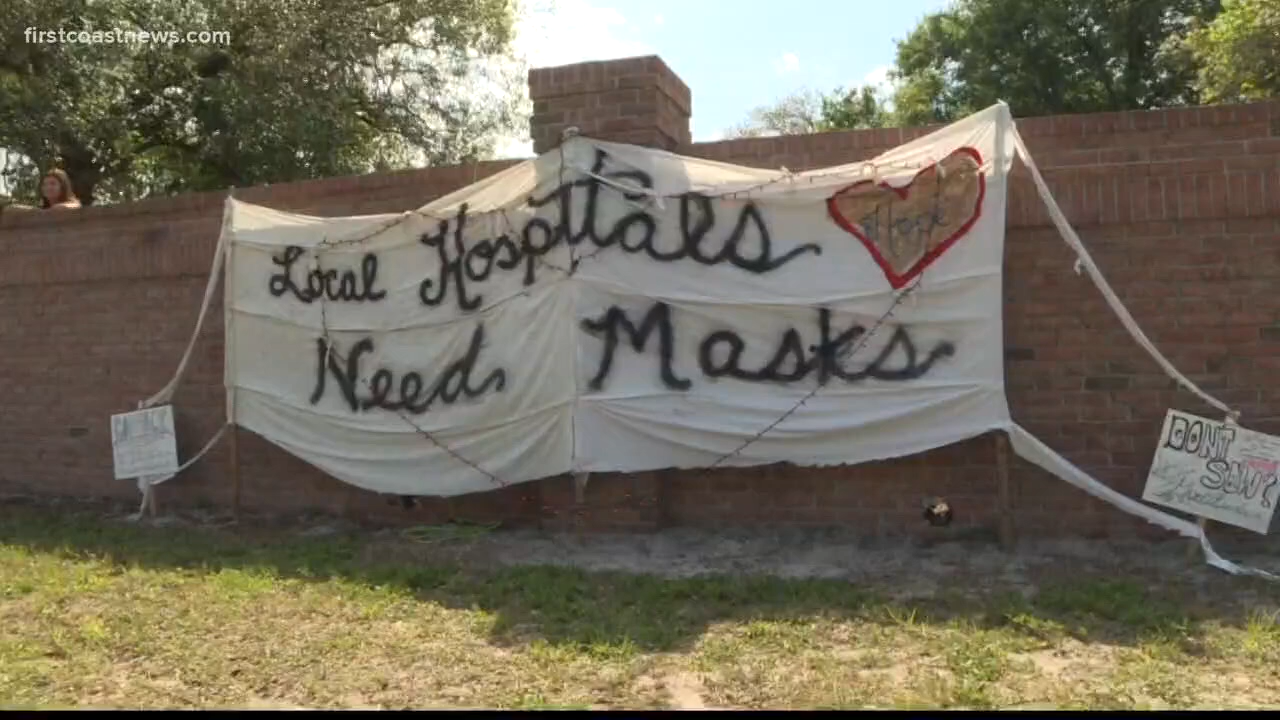 firstcoastnews.com
Local Hospitals
Hope
Need Masks
DON'T
SEW?